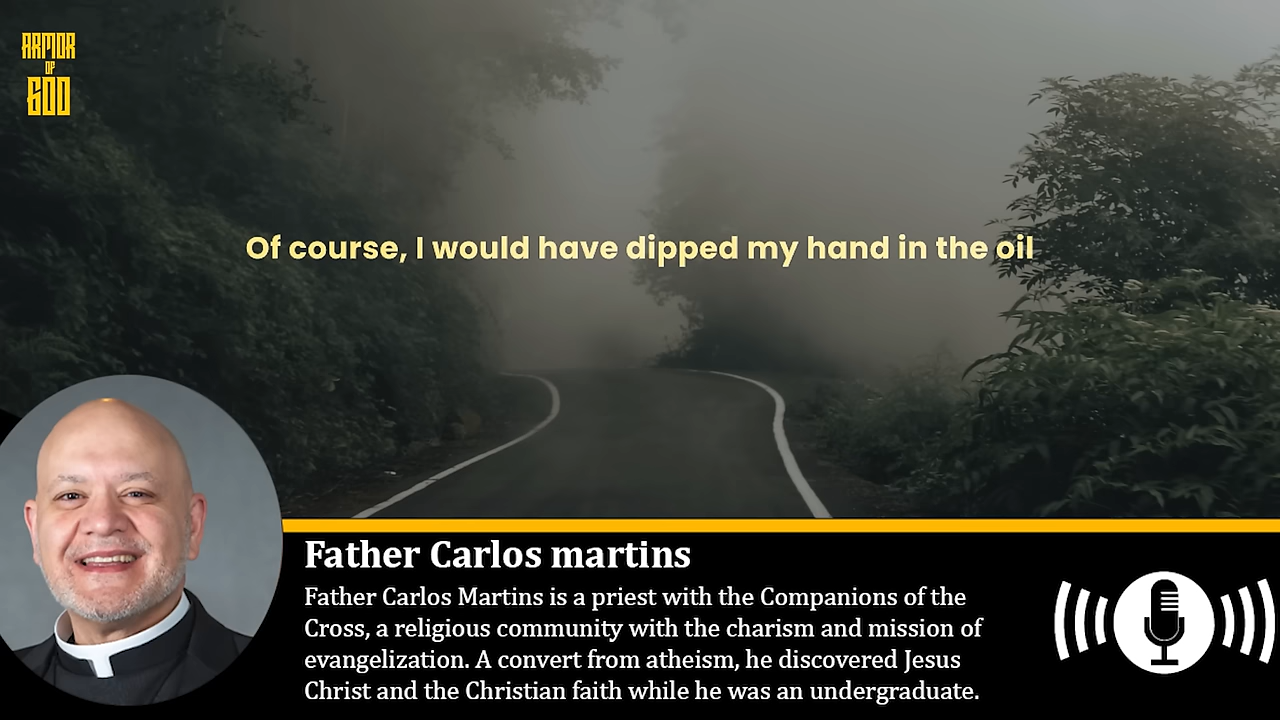 ARMOR
OF
GOD
Of course, I would have dipped my hand in the oil
Father Carlos martins
Father Carlos Martins is a priest with the Companions of the
Cross, a religious community with the charism and mission of
evangelization. A convert from atheism, he discovered Jesus
Christ and the Christian faith while he was an undergraduate.